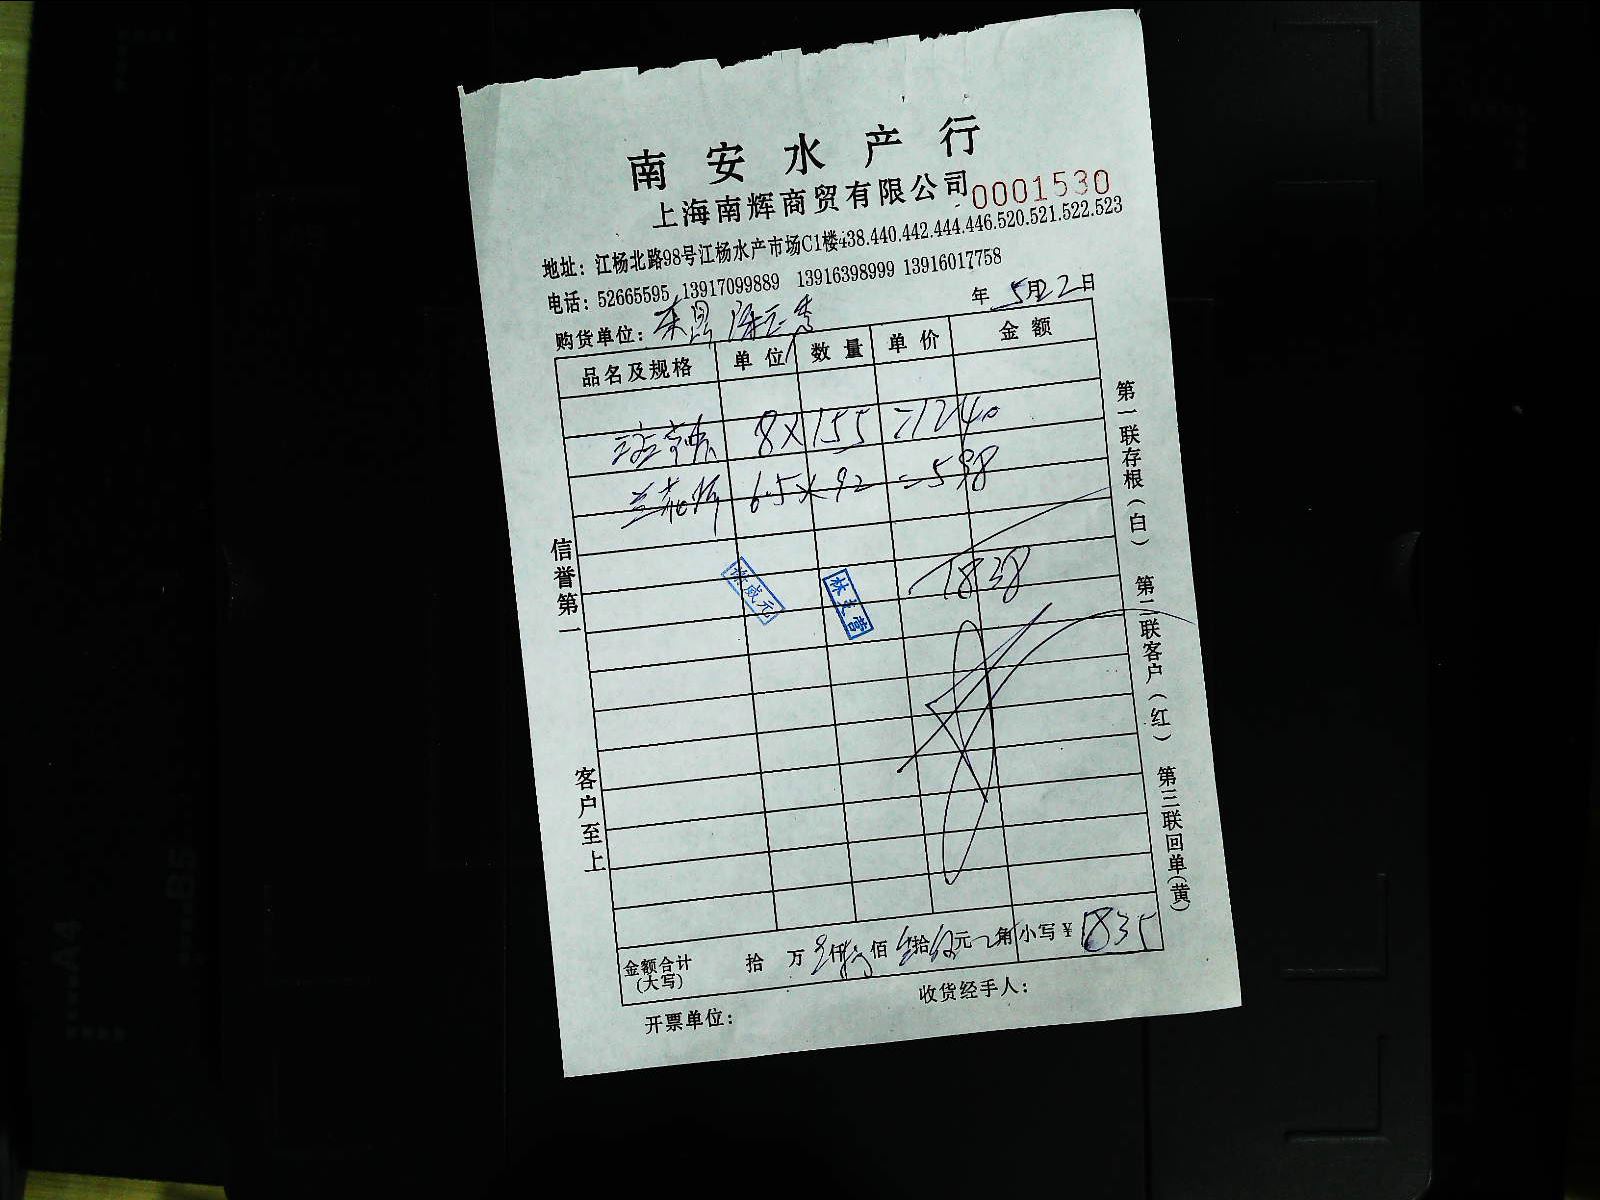 南安水产行
上海南辉商贸有限公司 0001530
地址：江杨北路98号江杨水产市场C1楼438.440.442.444.446.520.521.522.523
电话：52665595 13917099889 13916398999 13916017758
购货单位： 年 5月22日
品名及规格 单位 数量 单价 金额
8×155=1240
6.5×92=598
1838
林支营
金额合计（大写） 拾 万 仟 佰 拾 元 角 小写￥1835
开票单位： 收货经手人：
信誉第一
客户至上
第一联存根（白） 第二联客户（红） 第三联回单（黄）